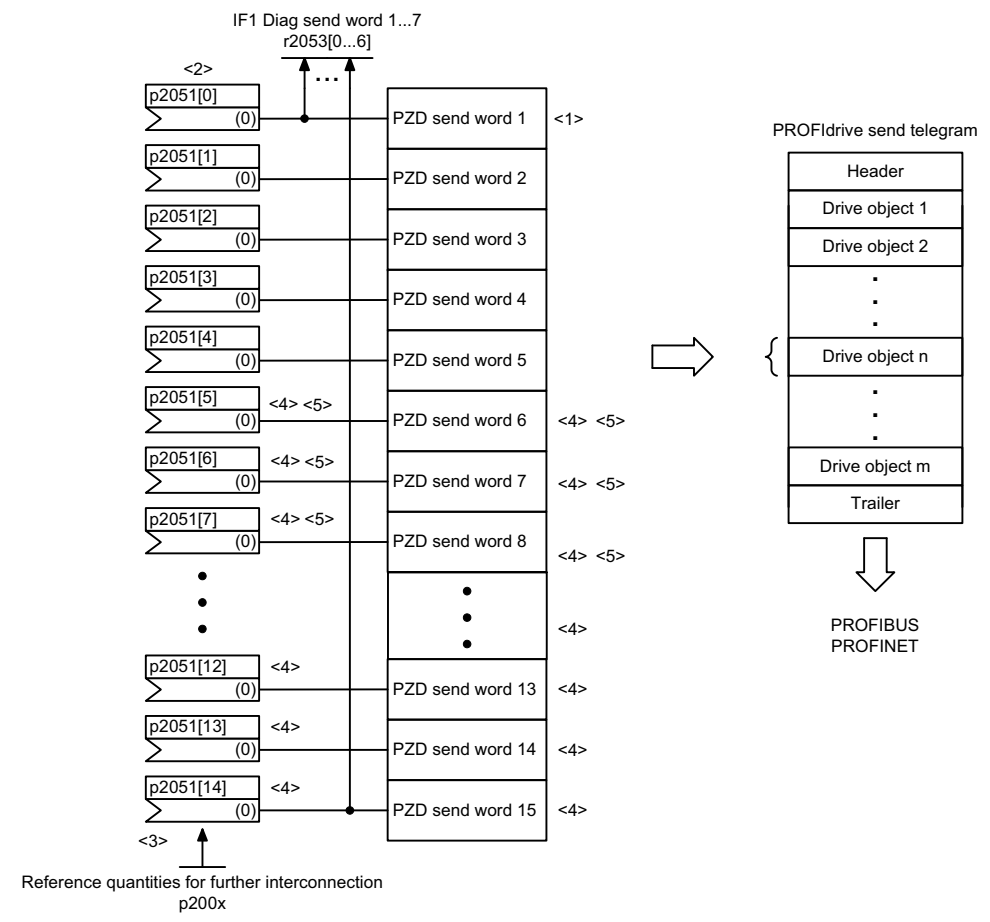 IF1 Diag send word 1...7
r2053[0...6]
<2>
...
p2051[0]
(0)
PZD send word 1
<1>
p2051[1]
(0)
PZD send word 2
p2051[2]
(0)
PZD send word 3
p2051[3]
(0)
PZD send word 4
p2051[4]
(0)
PZD send word 5
p2051[5]
<4> <5>
(0)
PZD send word 6
<4> <5>
p2051[6]
<4> <5>
(0)
PZD send word 7
<4> <5>
p2051[7]
<4> <5>
(0)
PZD send word 8
<4> <5>
<4>
p2051[12]
<4>
(0)
PZD send word 13
<4>
p2051[13]
<4>
(0)
PZD send word 14
<4>
p2051[14]
<4>
(0)
PZD send word 15
<4>
<3>
Reference quantities for further interconnection
p200x
PROFIdrive send telegram
Header
Drive object 1
Drive object 2
Drive object n
Drive object m
Trailer
PROFIBUS
PROFINET